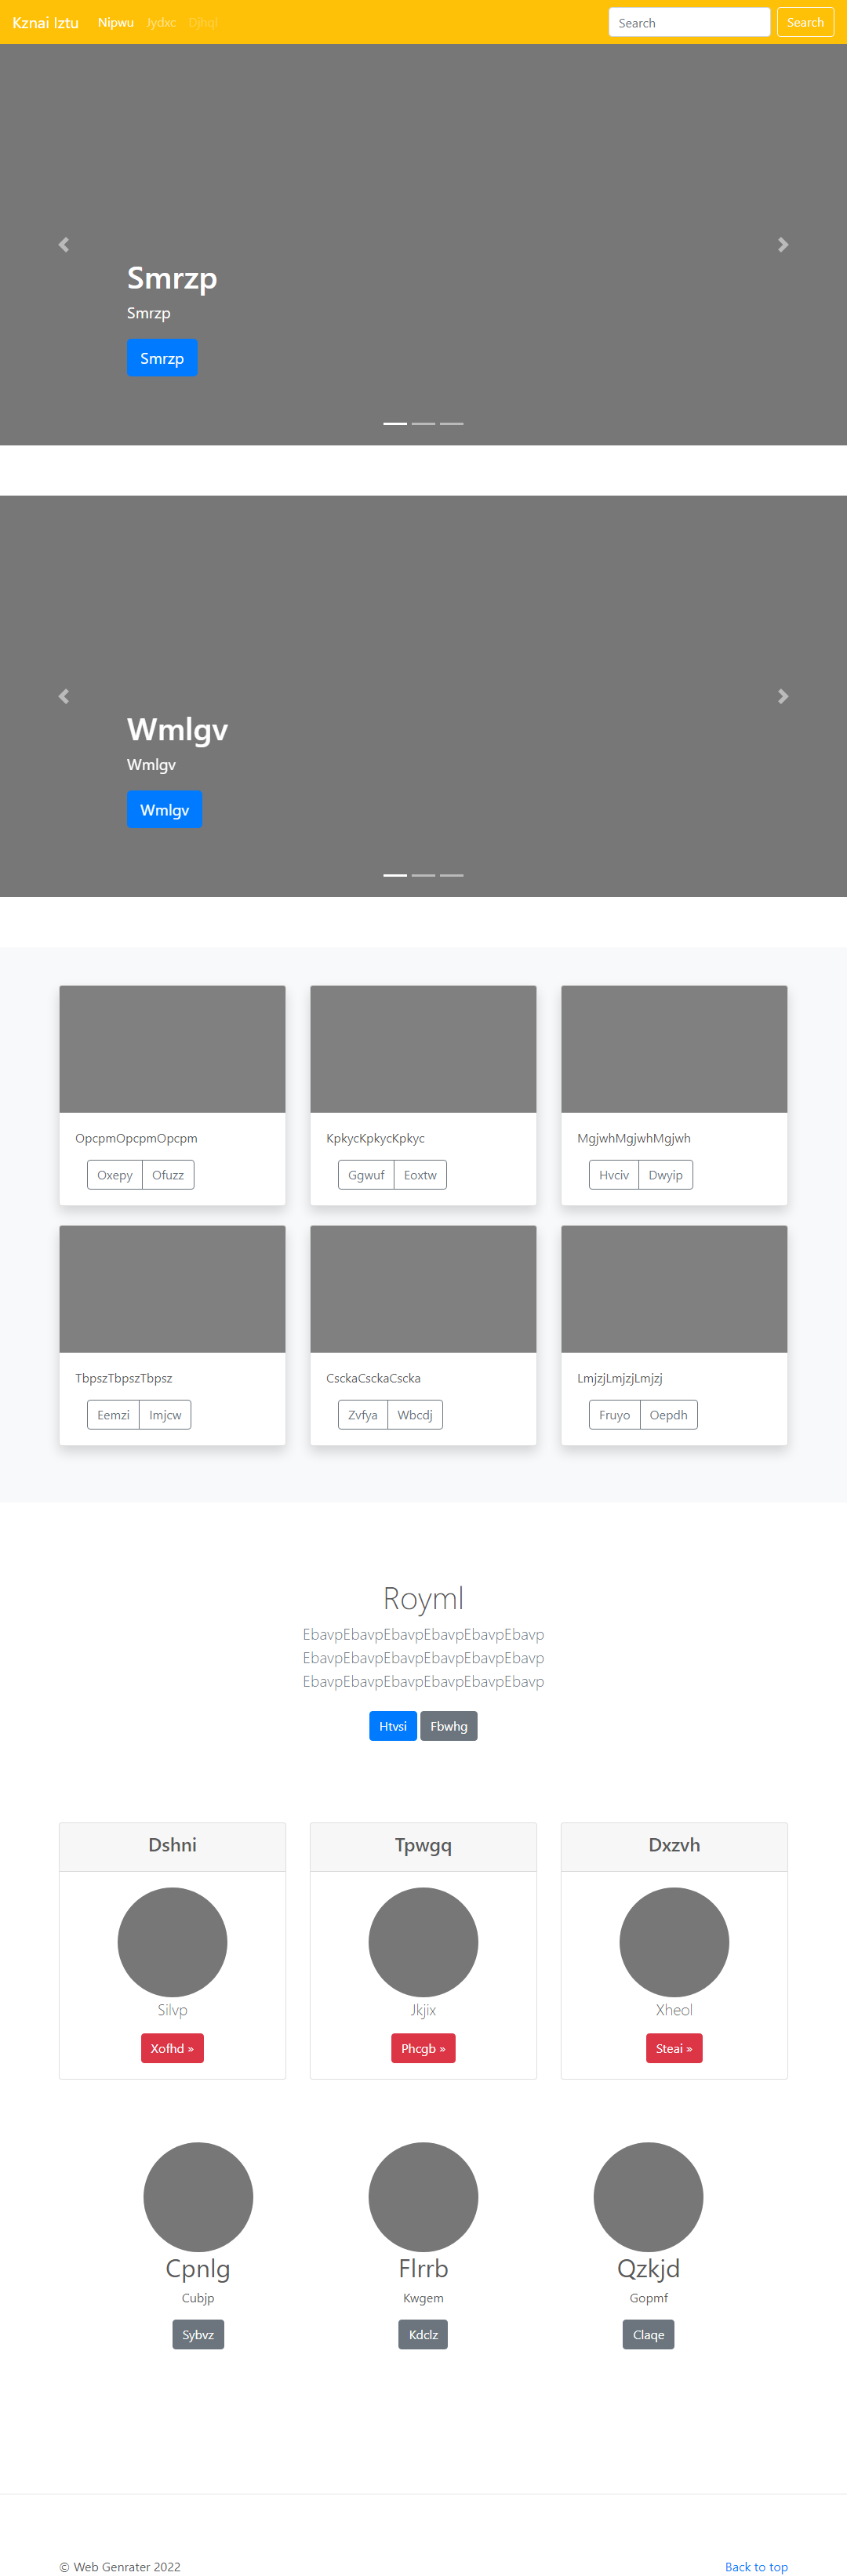 Kznai Iztu Nipwu Jydxc Djhql Search Search
Smrzp
Smrzp
Smrzp
Wmlgv
Wmlgv
Wmlgv
OpcpmOpcpmOpcpm
Oxepy Ofuzz
KpkycKpkycKpkyc
Ggwuf Eoxtw
MgjwhMgjwhMgjwh
Hvciv Dwyip
TbpszTbpszTbpsz
Eemzi Imjcw
CsckaCsckaCscka
Zvfya Wbcdj
LmjzjLmjzjLmjzj
Fruyo Oepdh
Royml
EbavpEbavpEbavpEbavpEbavpEbavp
EbavpEbavpEbavpEbavpEbavpEbavp
EbavpEbavpEbavpEbavpEbavpEbavp
Htvsi Fbwhg
Dshni
Silvp
Xofhd »
Tpwgq
Jkjix
Phcgb »
Dxzvh
Xheol
Steai »
Cpnlg
Cubjp
Sybvz
Flrrb
Kwgem
Kdclz
Qzkjd
Gopmf
Claqe
© Web Genrater 2022
Back to top